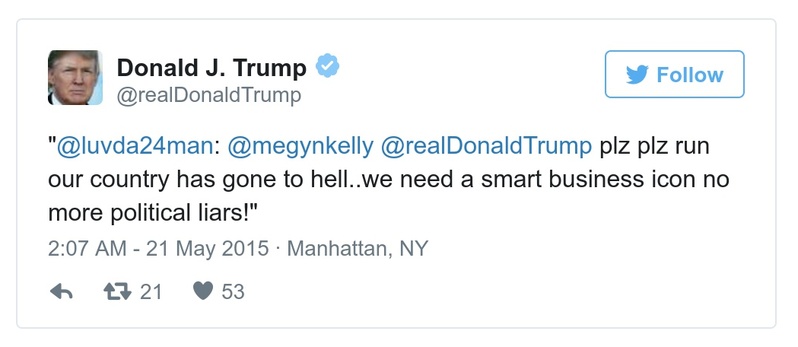 Donald J. Trump
Follow
@realDonaldTrump
"@luvda24man: @megynkelly @realDonaldTrump plz plz run
our country has gone to hell..we need a smart business icon no
more political liars!"
2:07 AM - 21 May 2015 · Manhattan, NY
21 53